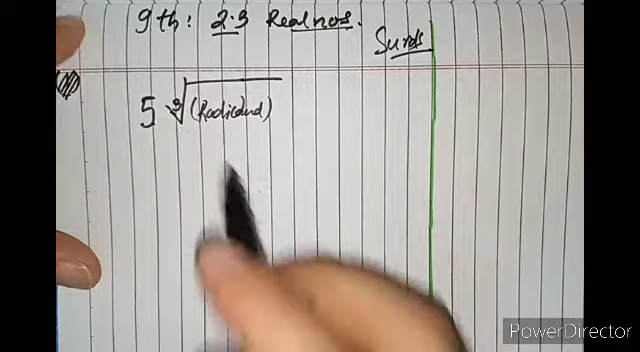 9th: 2.3 Real nos.
Surds
5 ∛(Radicand)
PowerDirector